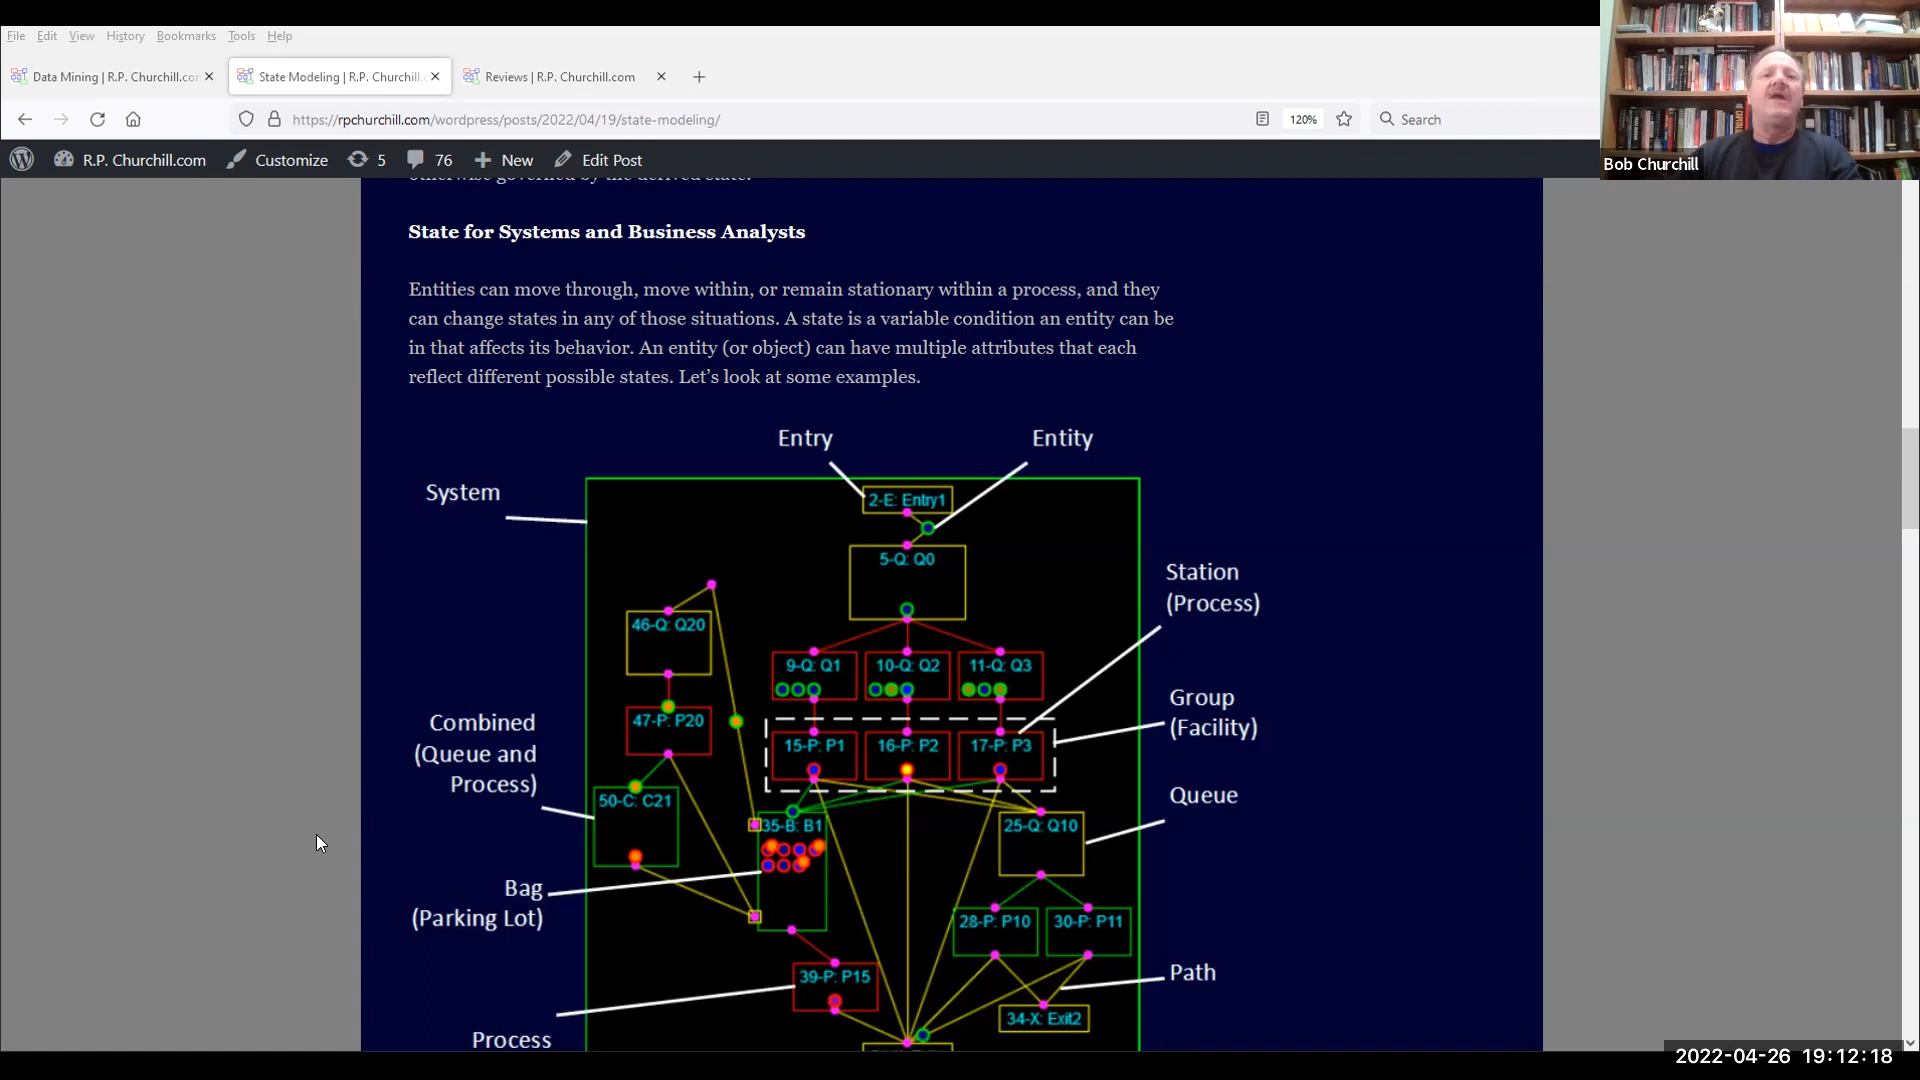 File Edit View History Bookmarks Tools Help
Data Mining | R.P. Churchill.co
State Modeling | R.P. Churchill.
Reviews | R.P. Churchill.com
https://rpchurchill.com/wordpress/posts/2022/04/19/state-modeling/
120%
Search
R.P. Churchill.com Customize 5 76 New Edit Post
Bob Churchill
otherwise governed by the derived state.
State for Systems and Business Analysts
Entities can move through, move within, or remain stationary within a process, and they
can change states in any of those situations. A state is a variable condition an entity can be
in that affects its behavior. An entity (or object) can have multiple attributes that each
reflect different possible states. Let's look at some examples.
Entry
Entity
System
2-E: Entry1
5-Q: Q0
Station
(Process)
46-Q: Q20
9-Q: Q1
10-Q: Q2
11-Q: Q3
Group
(Facility)
Combined
(Queue and
Process)
47-P: P20
15-P: P1
16-P: P2
17-P: P3
Queue
50-C: C21
35-B: B1
25-Q: Q10
Bag
(Parking Lot)
28-P: P10
30-P: P11
Path
39-P: P15
34-X: Exit2
Process
2022-04-26 19:12:18